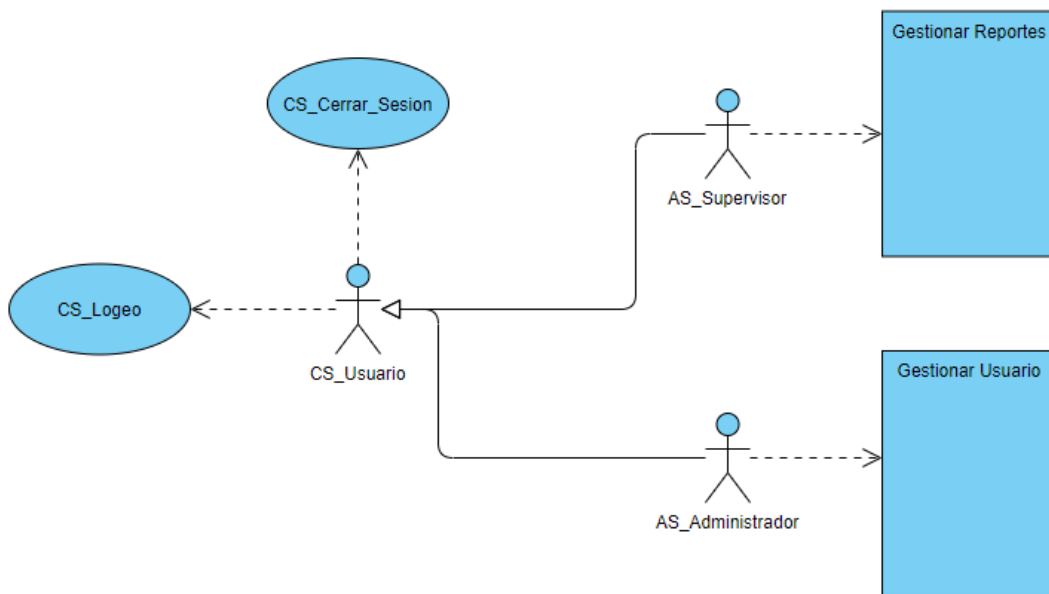 Gestionar Reportes
CS_Cerrar_Sesion
AS_Supervisor
CS_Logeo
CS_Usuario
Gestionar Usuario
AS_Administrador